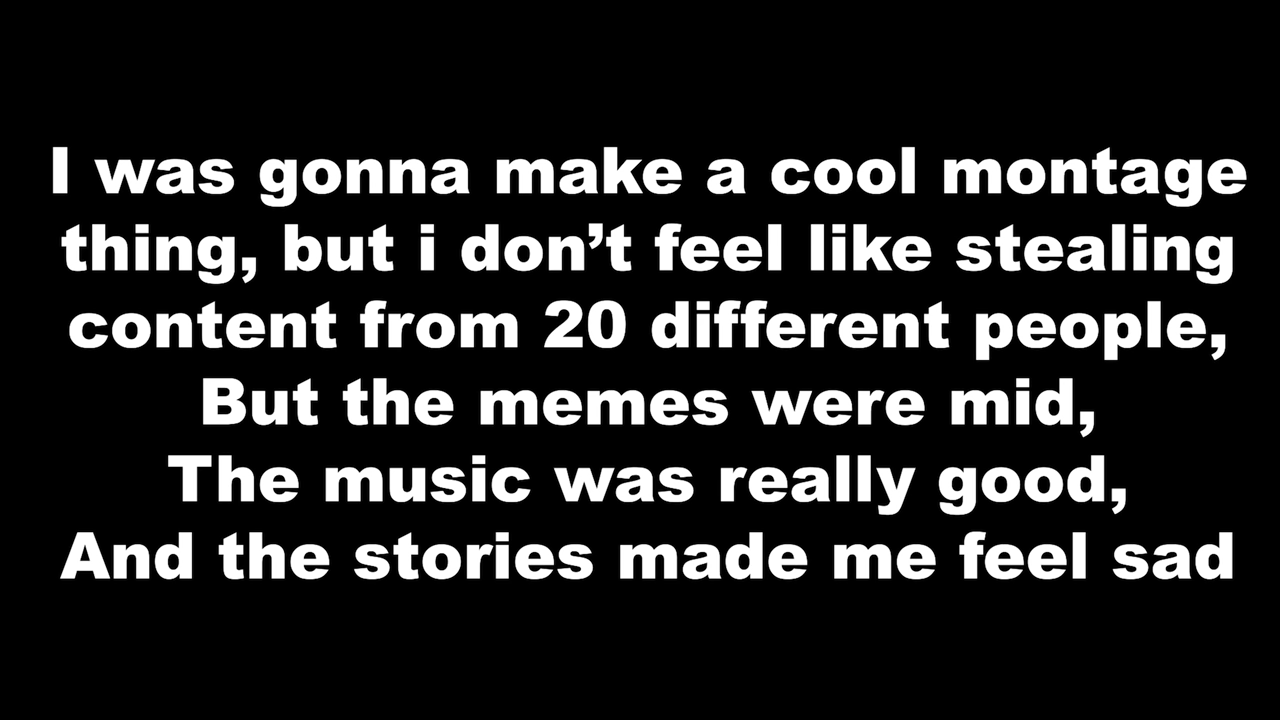 I was gonna make a cool montage
thing, but i don’t feel like stealing
content from 20 different people,
But the memes were mid,
The music was really good,
And the stories made me feel sad